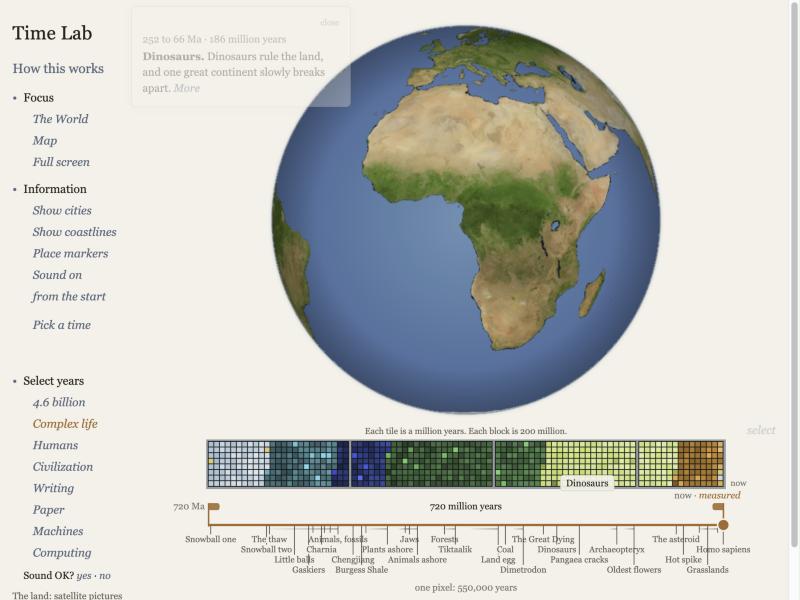 Time Lab
How this works
• Focus
The World
Map
Full screen
• Information
Show cities
Show coastlines
Place markers
Sound on
from the start
Pick a time
• Select years
4.6 billion
Complex life
Humans
Civilization
Writing
Paper
Machines
Computing
Sound OK? yes · no
The land: satellite pictures
close
252 to 66 Ma · 186 million years
Dinosaurs. Dinosaurs rule the land,
and one great continent slowly breaks
apart. More
Each tile is a million years. Each block is 200 million.
select
Dinosaurs
now
now · measured
720 Ma
720 million years
Snowball one The thaw Animals, fossils Jaws Forests The Great Dying The asteroid
Snowball two Charnia Plants ashore Tiktaalik Coal Dinosaurs Archaeopteryx Homo sapiens
Little balls Chengjiang Animals ashore Land egg Pangaea cracks Hot spike
Gaskiers Burgess Shale Dimetrodon Oldest flowers Grasslands
one pixel: 550,000 years